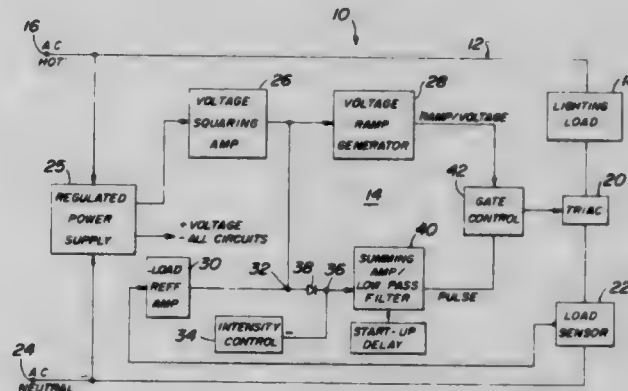 10
16
A.C.
HOT
12
26
VOLTAGE
SQUARING
AMP
28
VOLTAGE
RAMP
GENERATOR
RAMP/VOLTAGE
LIGHTING
LOAD
25
REGULATED
POWER
SUPPLY
+ VOLTAGE
- ALL CIRCUITS
14
42
GATE
CONTROL
20
TRIAC
30
-LOAD
REFF
AMP
32
38
36
40
SUMMING
AMP/
LOW PASS
FILTER
PULSE
22
LOAD
SENSOR
34
INTENSITY
CONTROL
START-UP
DELAY
24
A.C.
NEUTRAL